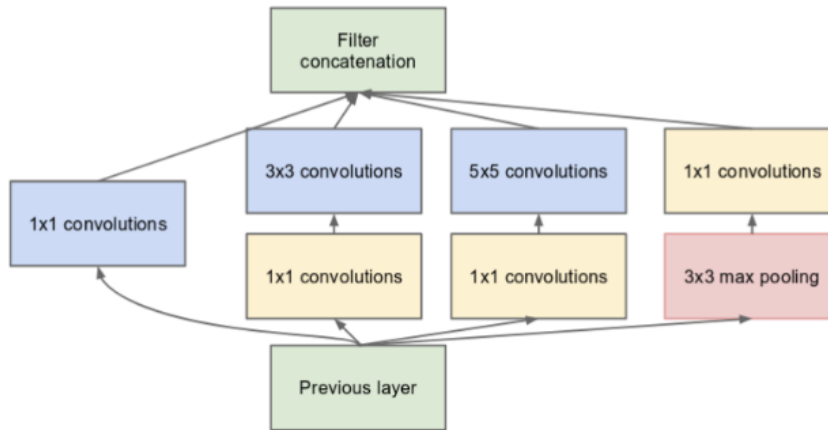 Filter
concatenation
3x3 convolutions
5x5 convolutions
1x1 convolutions
1x1 convolutions
1x1 convolutions
1x1 convolutions
3x3 max pooling
Previous layer